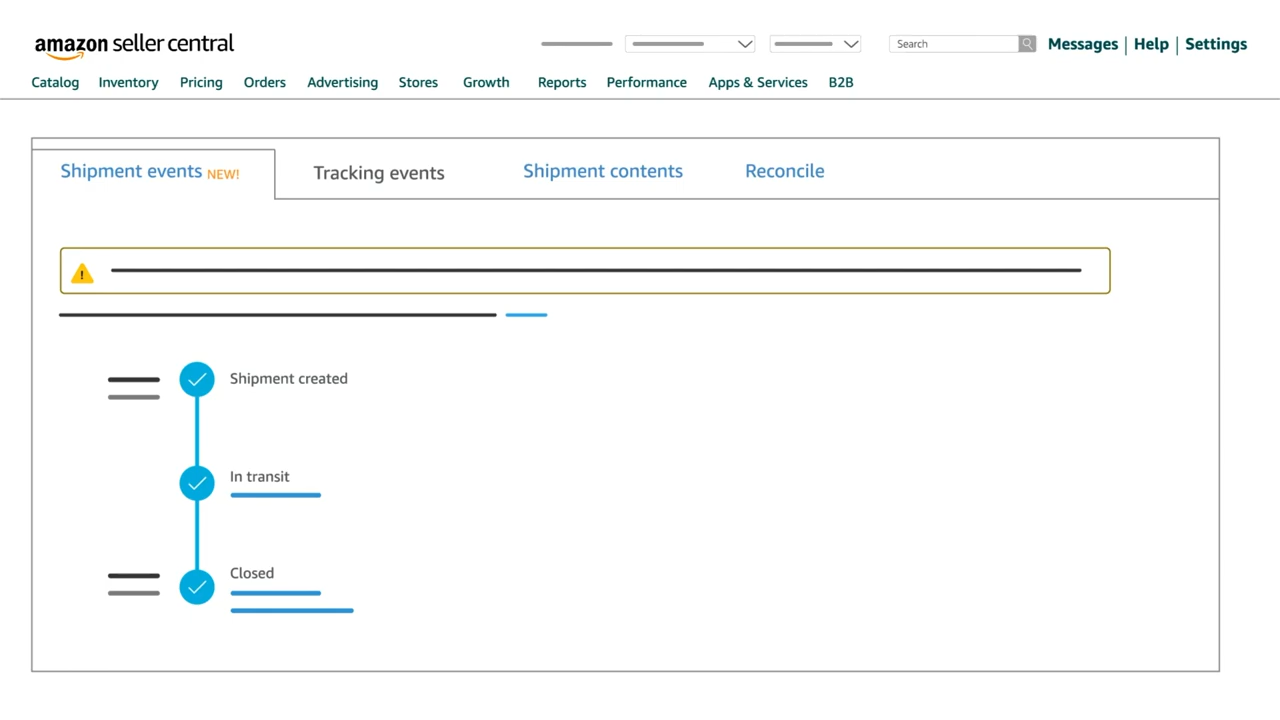 amazon seller central
Search
Messages | Help | Settings
Catalog Inventory Pricing Orders Advertising Stores Growth Reports Performance Apps & Services B2B
Shipment events NEW! Tracking events Shipment contents Reconcile
Shipment created
In transit
Closed